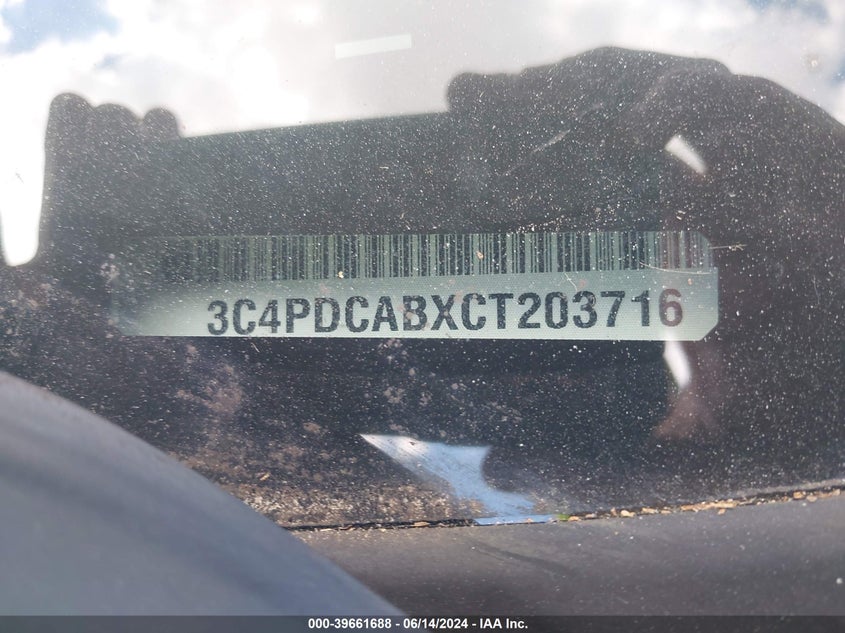 3C4PDCABXCT203716
000-39661688 - 06/14/2024 - IAA Inc.